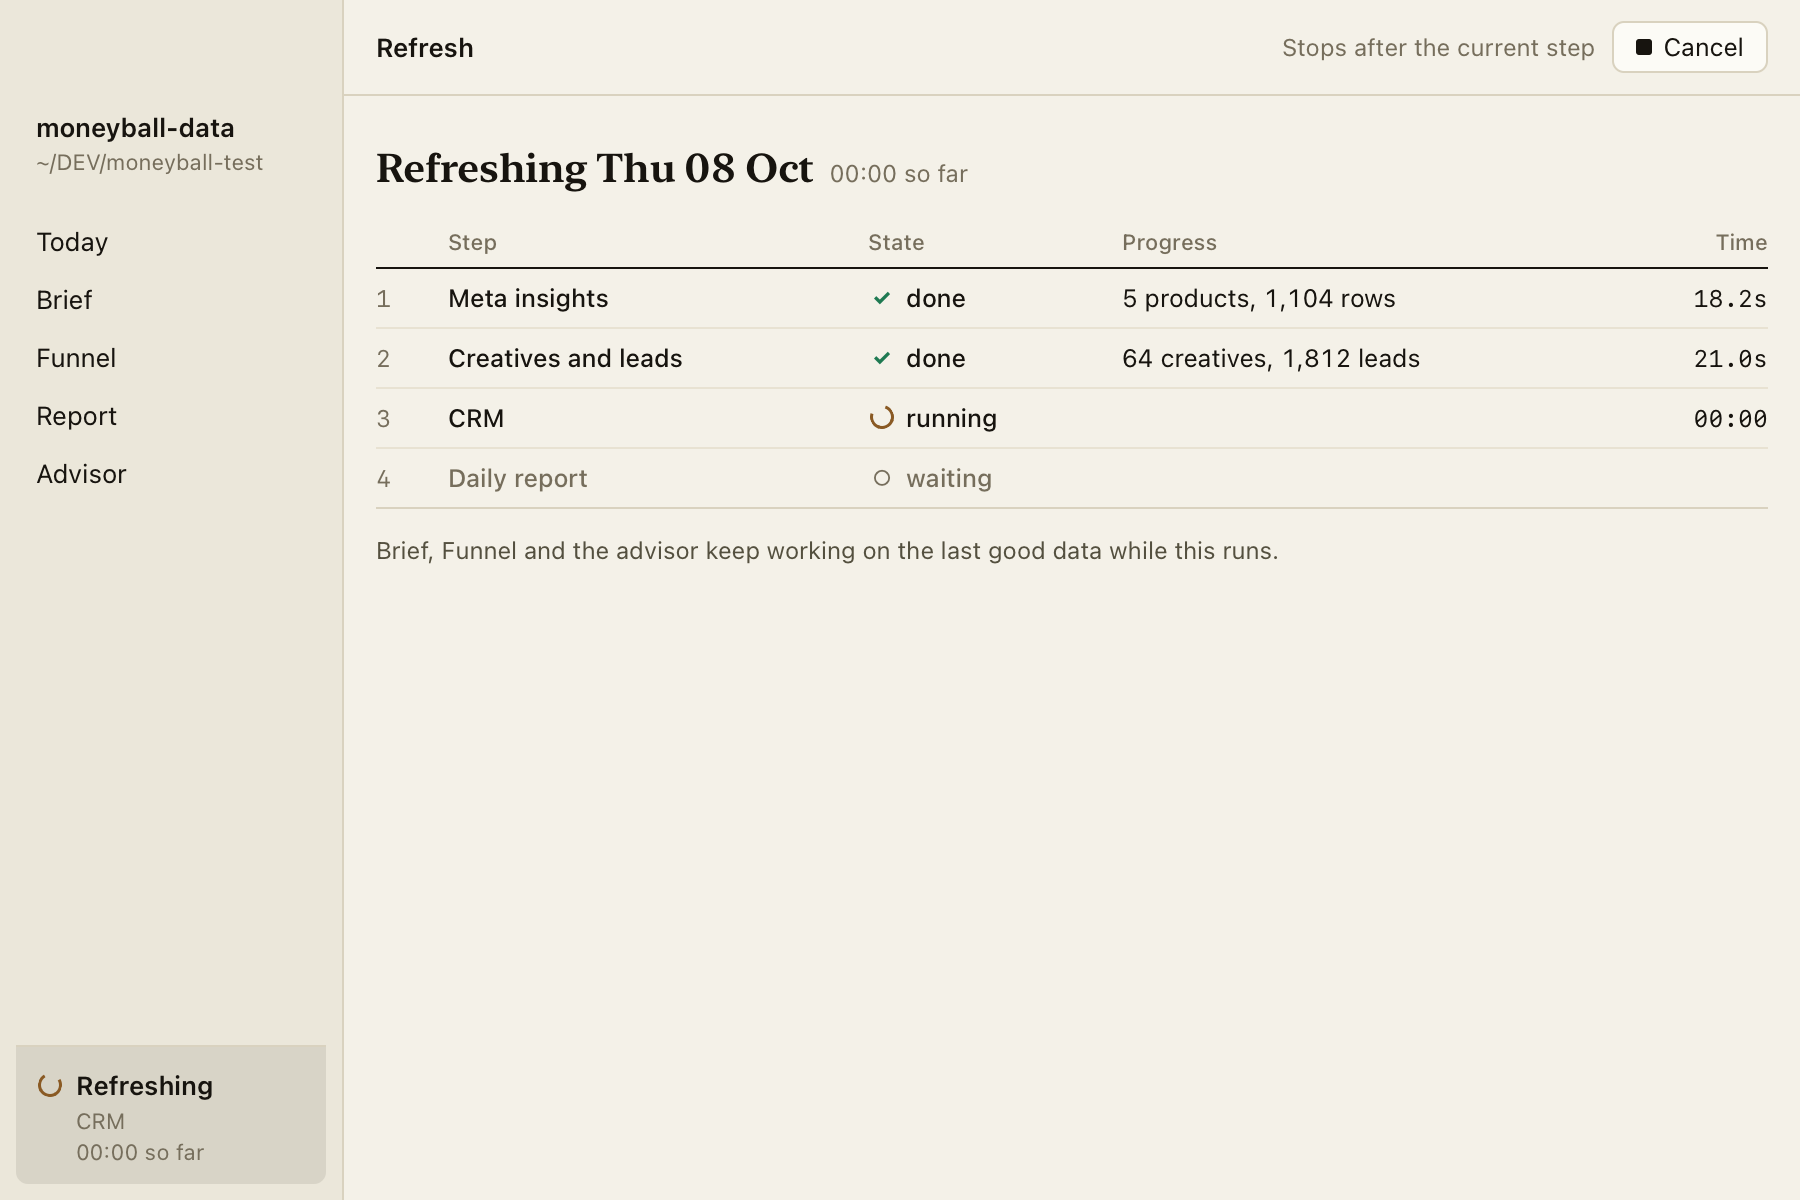 Refresh
Stops after the current step
Cancel
moneyball-data
~/DEV/moneyball-test
Today
Brief
Funnel
Report
Advisor
Refreshing Thu 08 Oct 00:00 so far
Step State Progress Time
1 Meta insights done 5 products, 1,104 rows 18.2s
2 Creatives and leads done 64 creatives, 1,812 leads 21.0s
3 CRM running 00:00
4 Daily report waiting
Brief, Funnel and the advisor keep working on the last good data while this runs.
Refreshing
CRM
00:00 so far